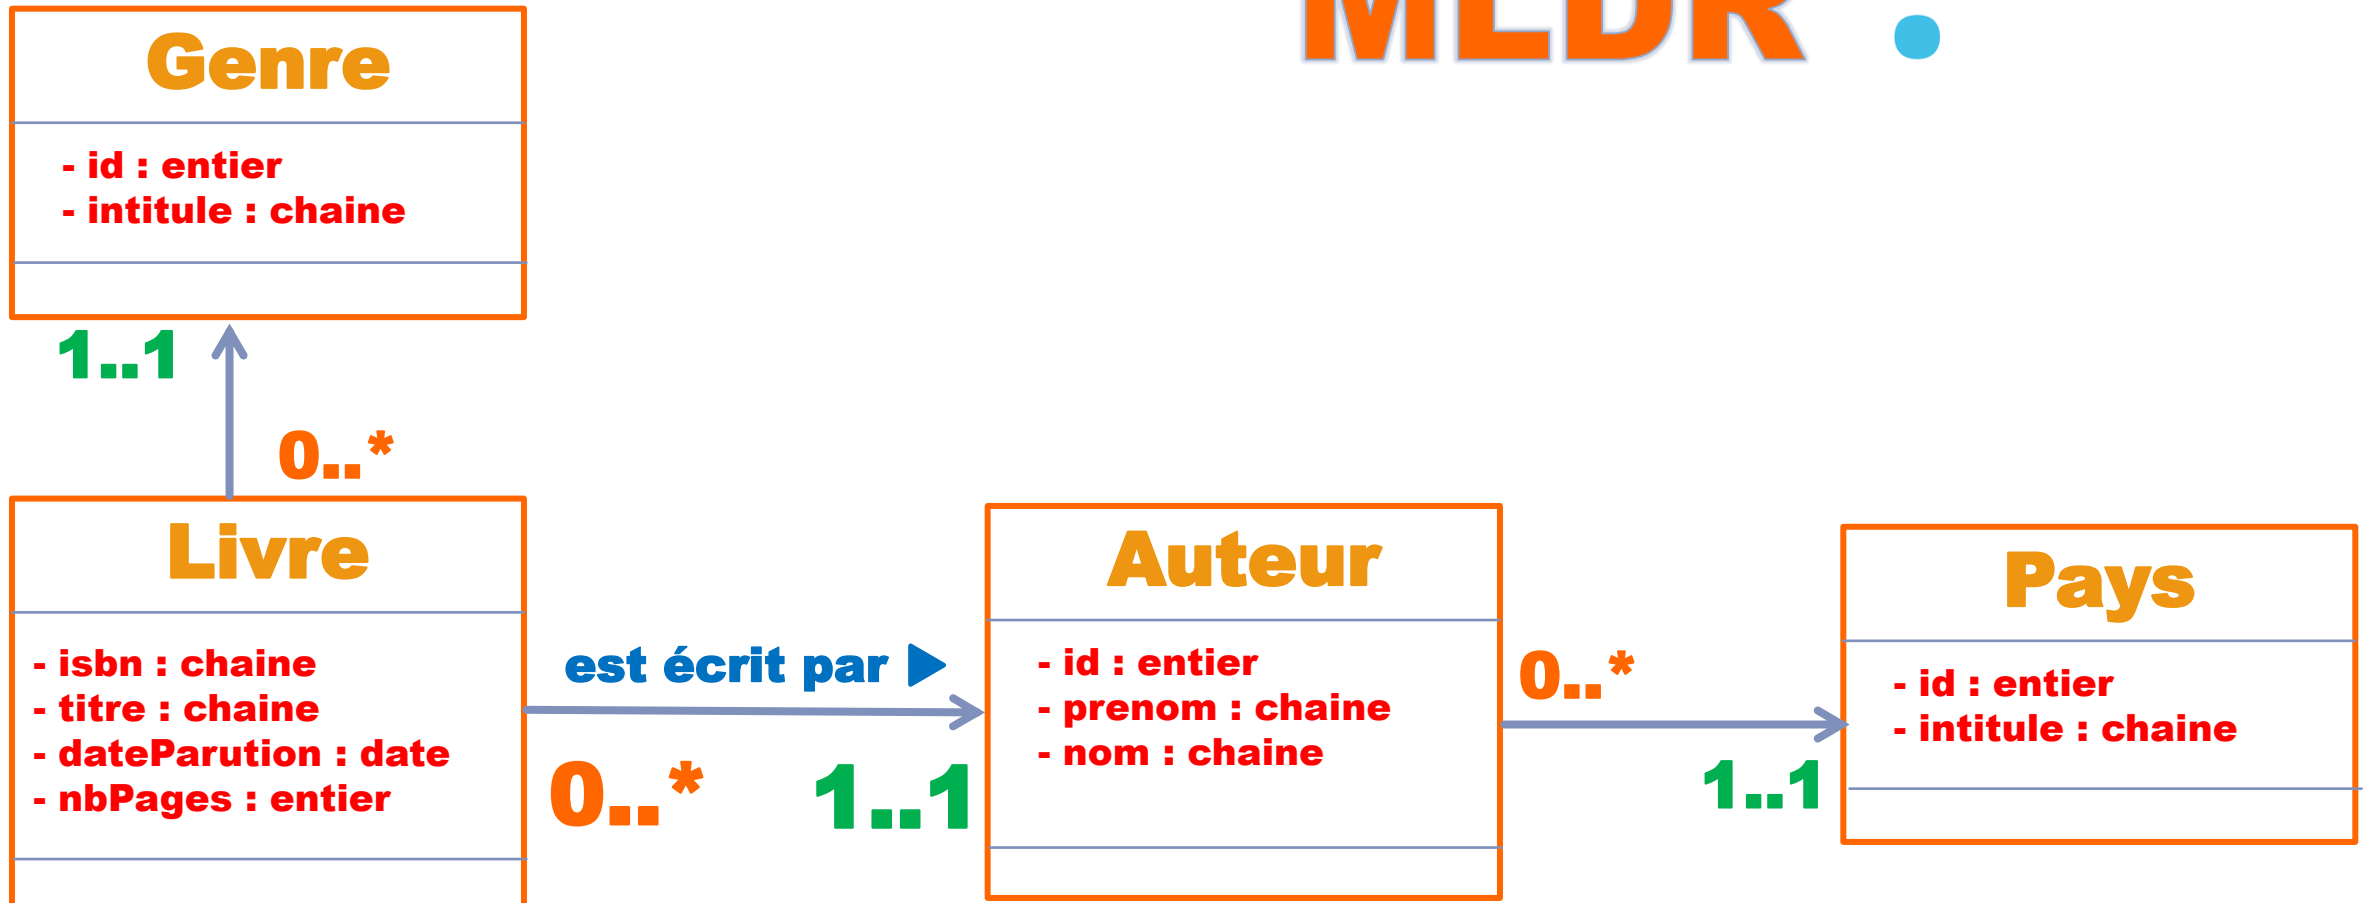 MLDR :
Genre
- id : entier
- intitule : chaine
1..1
0..*
Livre
- isbn : chaine
- titre : chaine
- dateParution : date
- nbPages : entier
est écrit par ▶
0..*
1..1
Auteur
- id : entier
- prenom : chaine
- nom : chaine
0..*
1..1
Pays
- id : entier
- intitule : chaine